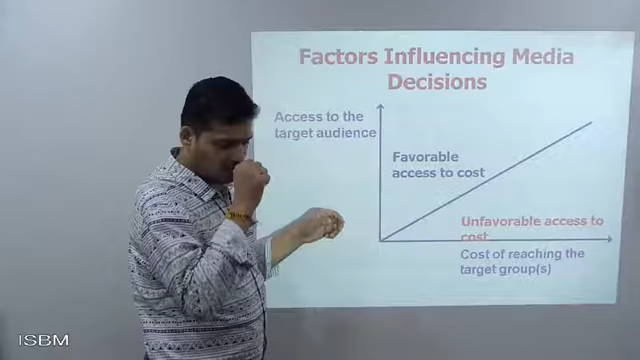 Factors Influencing Media
Decisions
Access to the
target audience
Favorable
access to cost
Unfavorable access to
cost
Cost of reaching the
target group(s)
ISBM